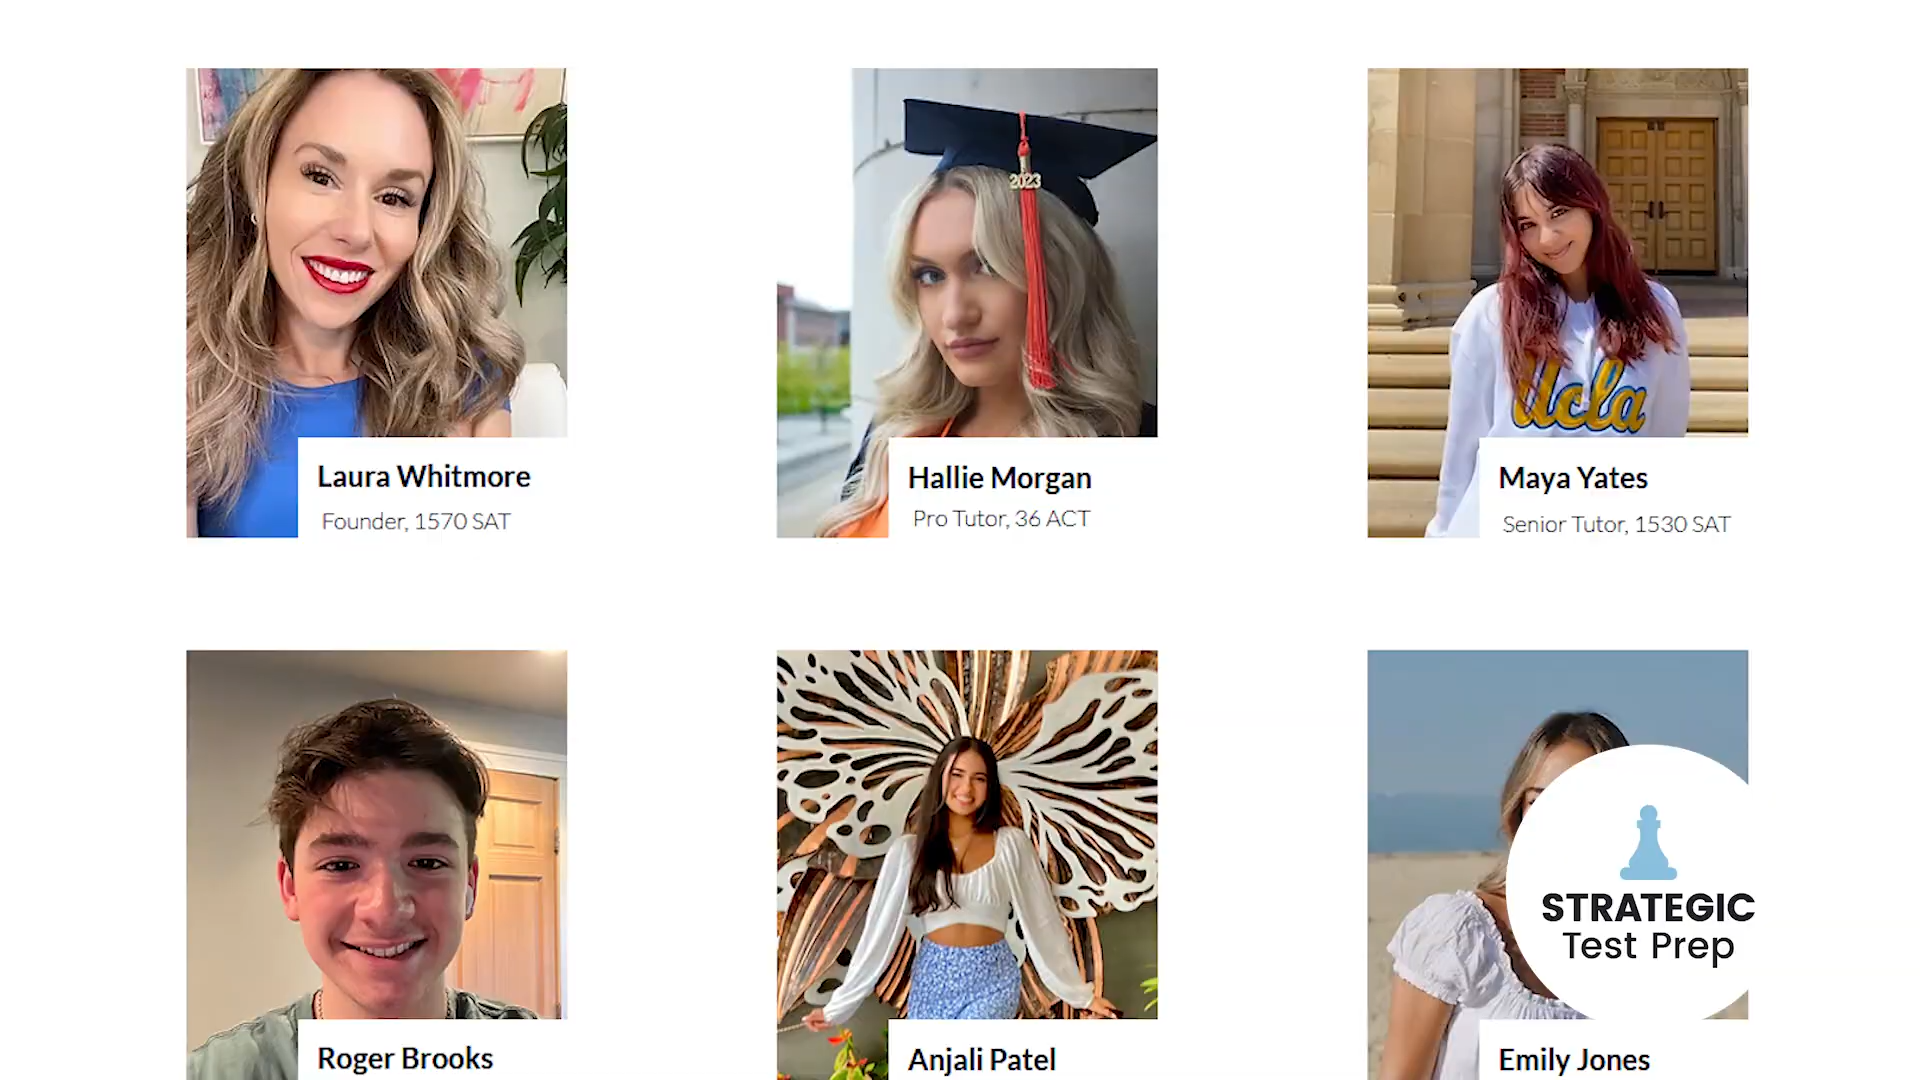 2023
Ucla
Laura Whitmore
Founder, 1570 SAT
Hallie Morgan
Pro Tutor, 36 ACT
Maya Yates
Senior Tutor, 1530 SAT
STRATEGIC
Test Prep
Roger Brooks
Anjali Patel
Emily Jones